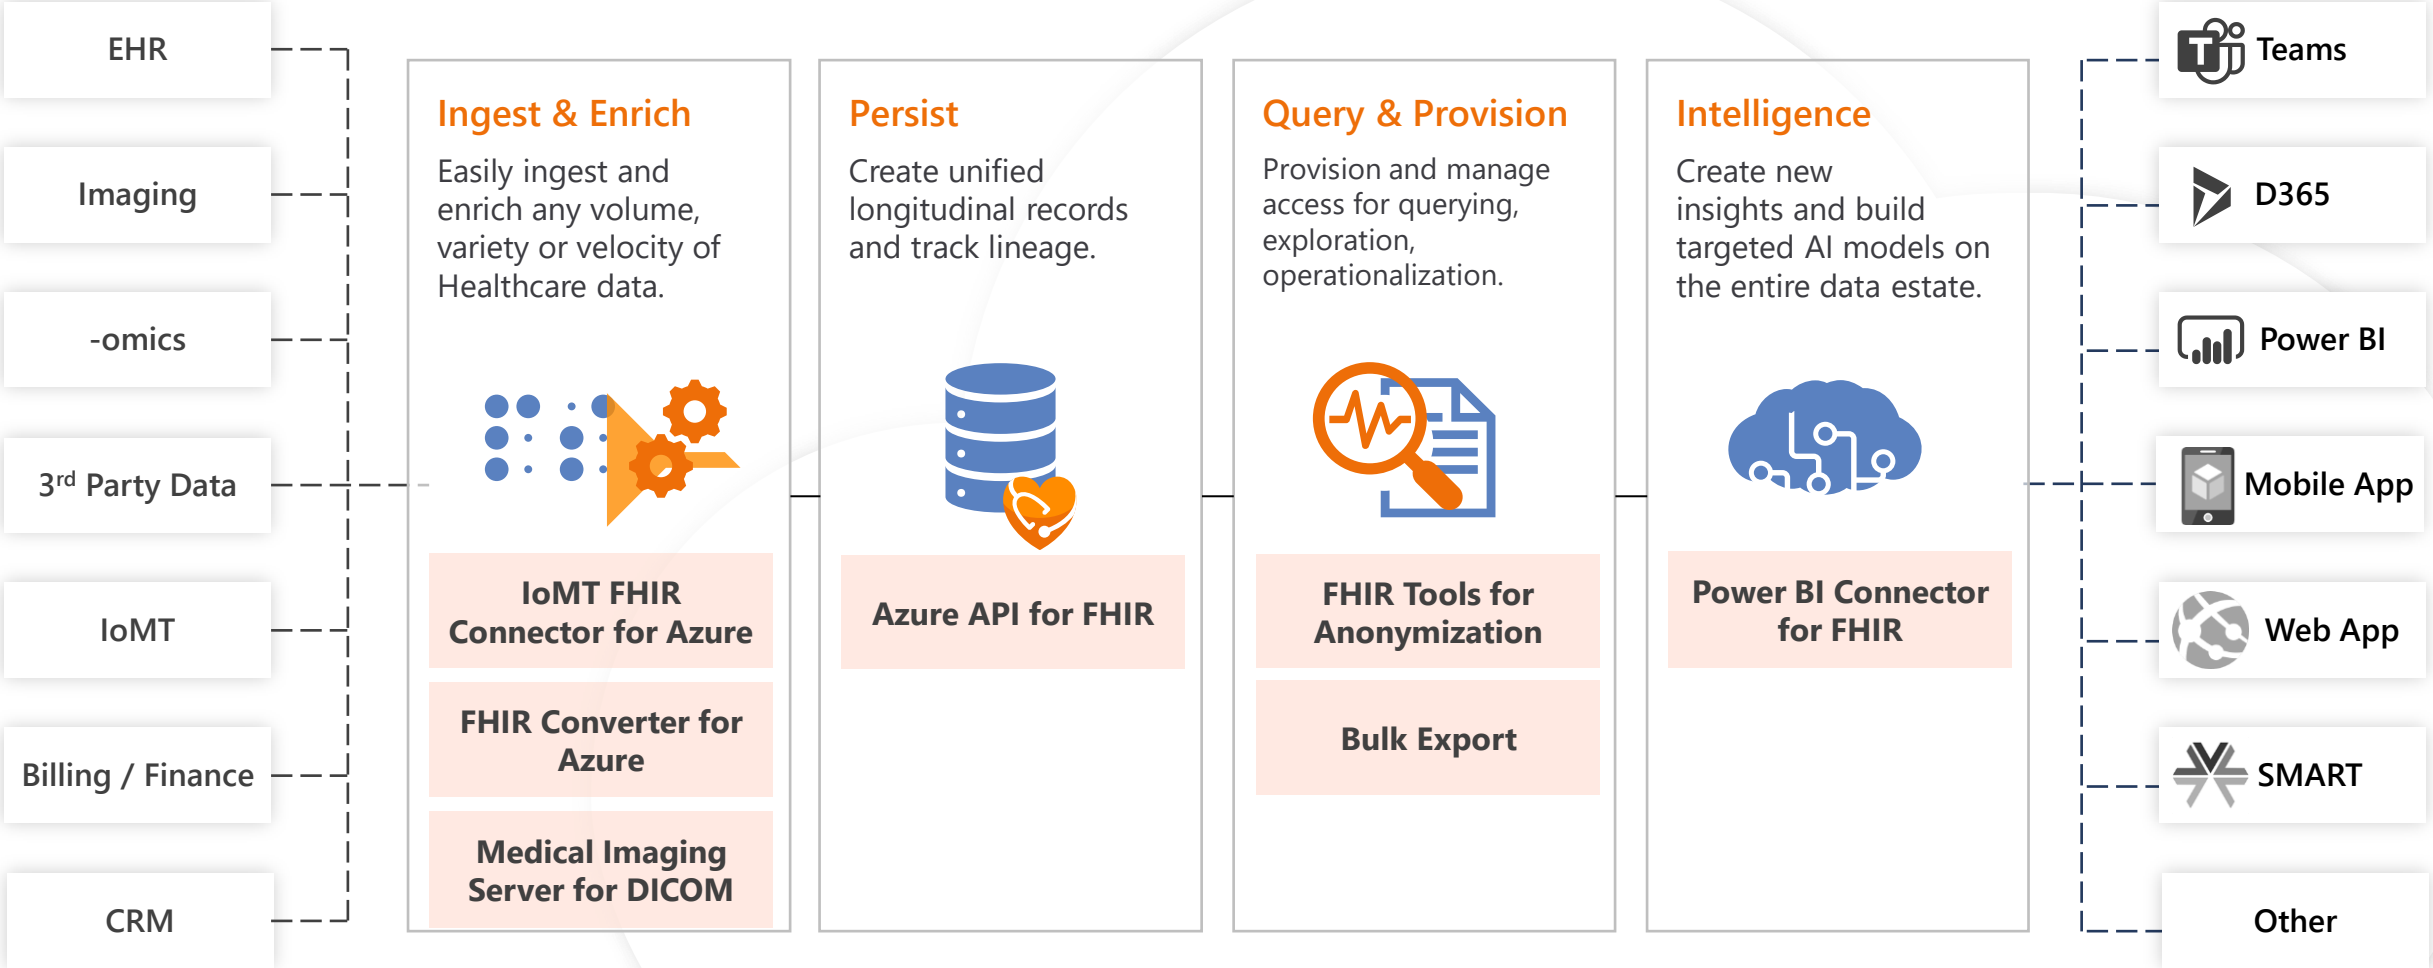 EHR
Imaging
-omics
3rd Party Data
IoMT
Billing / Finance
CRM
Ingest & Enrich
Easily ingest and
enrich any volume,
variety or velocity of
Healthcare data.
IoMT FHIR
Connector for Azure
FHIR Converter for
Azure
Medical Imaging
Server for DICOM
Persist
Create unified
longitudinal records
and track lineage.
Azure API for FHIR
Query & Provision
Provision and manage
access for querying,
exploration,
operationalization.
FHIR Tools for
Anonymization
Bulk Export
Intelligence
Create new
insights and build
targeted AI models on
the entire data estate.
Power BI Connector
for FHIR
Teams
D365
Power BI
Mobile App
Web App
SMART
Other